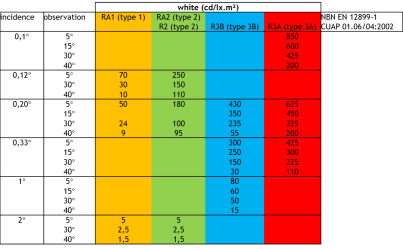 white (cd/lx.m²)
incidence observation RA1 (type 1) RA2 (type 2) R2 (type 2) R3B (type 3B) R3A (type 3A) NBN EN 12899-1 CUAP 01.06/04:2002
0,1° 5° 850
15° 600
30° 425
40° 200
0,12° 5° 70 250
30° 30 150
40° 10 110
0,20° 5° 50 180 430 625
15° 350 450
30° 24 100 235 325
40° 9 95 55 200
0,33° 5° 300 425
15° 250 300
30° 150 225
40° 30 110
1° 5° 80
15° 60
30° 50
40° 15
2° 5° 5 5
30° 2,5 2,5
40° 1,5 1,5